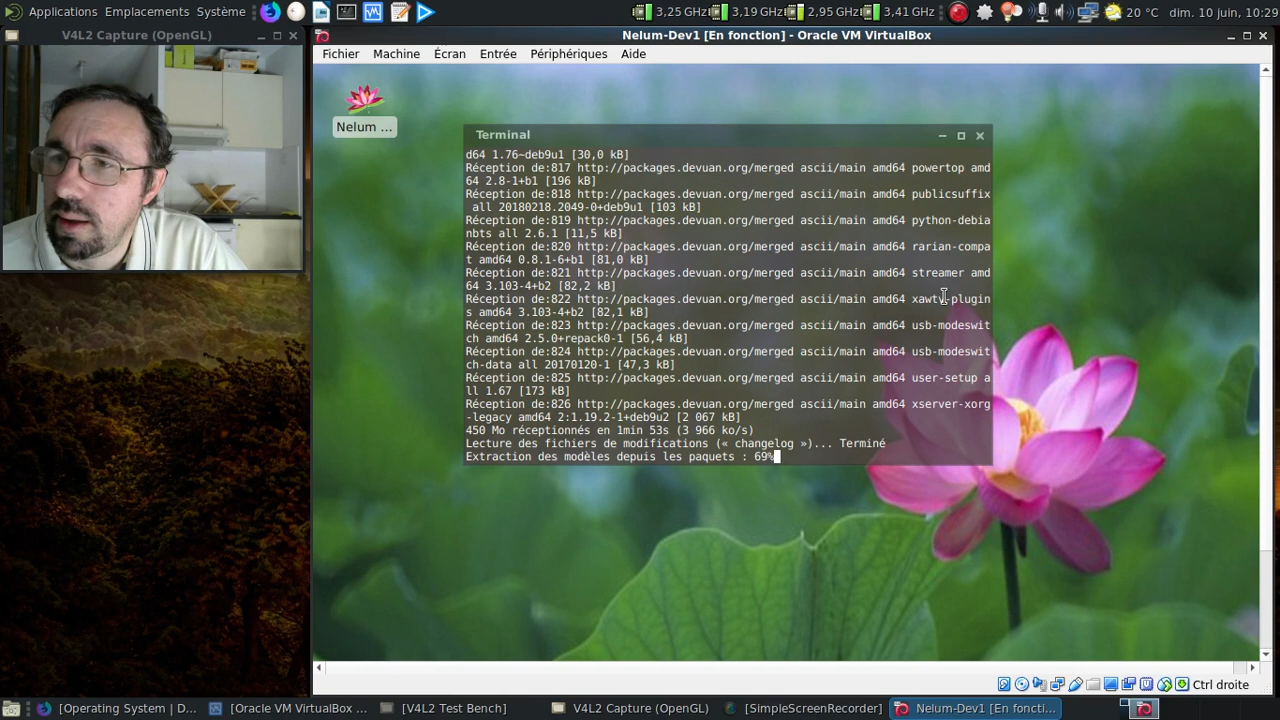 Applications Emplacements Système 3,25 GHz 3,19 GHz 2,93 GHz 3,41 GHz 20 °C dim. 10 juin, 10:29
V4L2 Capture (OpenGL)
Nelum-Dev1 [En fonction] - Oracle VM VirtualBox
Fichier Machine Écran Entrée Périphériques Aide
Nelum ...
Terminal
d64 1.76~deb9u1 [30,0 kB]
Réception de:817 http://packages.devuan.org/merged ascii/main amd64 powertop amd
64 2.8-1+b1 [196 kB]
Réception de:818 http://packages.devuan.org/merged ascii/main amd64 publicsuffix
all 20180218.2049-0+deb9u1 [103 kB]
Réception de:819 http://packages.devuan.org/merged ascii/main amd64 python-debia
nbts all 2.6.1 [11,5 kB]
Réception de:820 http://packages.devuan.org/merged ascii/main amd64 rarian-compa
t amd64 0.8.1-6+b1 [81,0 kB]
Réception de:821 http://packages.devuan.org/merged ascii/main amd64 streamer amd
64 3.103-4+b2 [82,2 kB]
Réception de:822 http://packages.devuan.org/merged ascii/main amd64 xawtv-plugin
s amd64 3.103-4+b2 [82,1 kB]
Réception de:823 http://packages.devuan.org/merged ascii/main amd64 usb-modeswit
ch amd64 2.5.0+repack0-1 [56,4 kB]
Réception de:824 http://packages.devuan.org/merged ascii/main amd64 usb-modeswit
ch-data all 20170120-1 [47,3 kB]
Réception de:825 http://packages.devuan.org/merged ascii/main amd64 user-setup a
ll 1.67 [173 kB]
Réception de:826 http://packages.devuan.org/merged ascii/main amd64 xserver-xorg
-legacy amd64 2:1.19.2-1+deb9u2 [2 067 kB]
450 Mo réceptionnés en 1min 53s (3 966 ko/s)
Lecture des fichiers de modifications (« changelog »)... Terminé
Extraction des modèles depuis les paquets : 69%
Ctrl droite
[Operating System | D... [Oracle VM VirtualBox ... [V4L2 Test Bench] V4L2 Capture (OpenGL) [SimpleScreenRecorder] Nelum-Dev1 [En foncti...